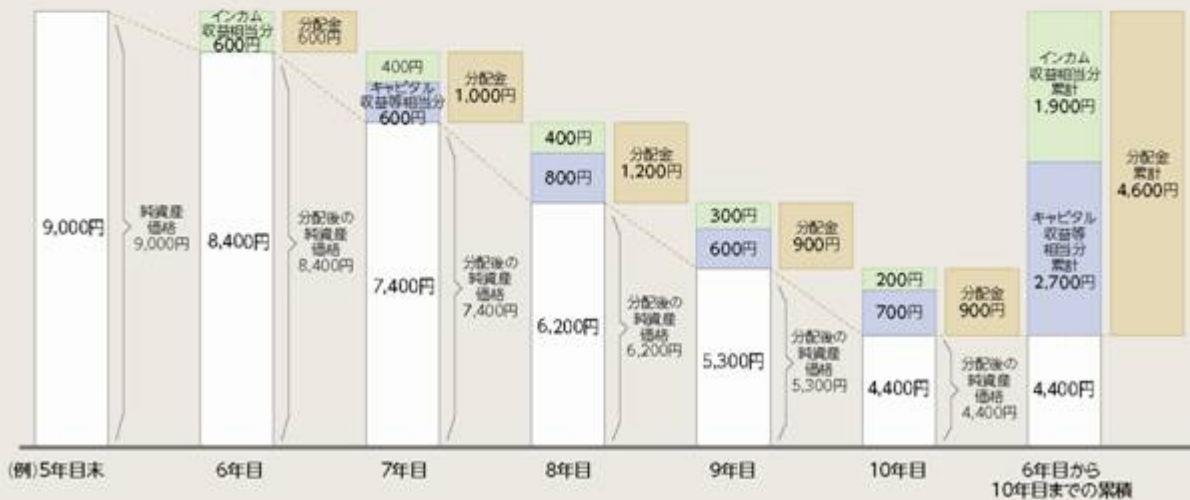 9,000円
純資産
価格
9,000円
インカム
収益相当分
600円
分配金
600円
8,400円
分配後の
純資産
価格
8,400円
400円
キャピタル
収益等相当分
600円
分配金
1,000円
7,400円
分配後の
純資産
価格
7,400円
400円
800円
分配金
1,200円
6,200円
分配後の
純資産
価格
6,200円
300円
600円
分配金
900円
5,300円
分配後の
純資産
価格
5,300円
200円
700円
分配金
900円
4,400円
分配後の
純資産
価格
4,400円
インカム
収益相当分
累計
1,900円
キャピタル
収益等
相当分
累計
2,700円
分配金
累計
4,600円
4,400円
(例)5年目末
6年目
7年目
8年目
9年目
10年目
6年目から
10年目までの累積